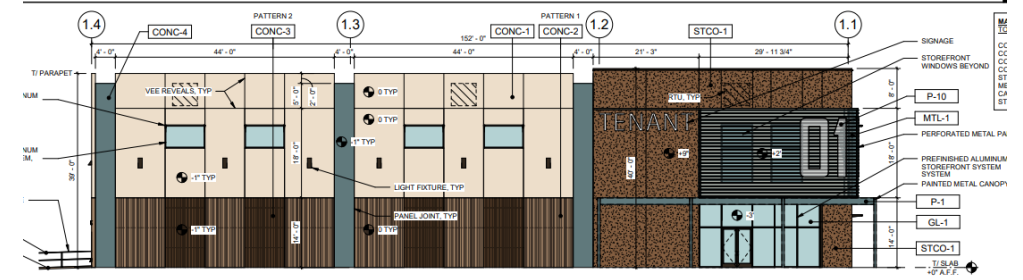 PATTERN 2
PATTERN 1
1.4
1.3
1.2
1.1
CONC-4
CONC-3
CONC-1
CONC-2
STCO-1
152' - 0"
4' - 0"
44' - 0"
4' - 0"
44' - 0"
4' - 0"
21' - 3"
29' - 11 3/4"
SIGNAGE
STOREFRONT
WINDOWS BEYOND
T/ PARAPET
VEE REVEALS, TYP
5' - 0"
2' - 0"
0 TYP
RTU, TYP
8' - 0"
P-10
NUM
0 TYP
TENANT
01
MTL-1
-1" TYP
PERFORATED METAL
NUM
EM,
+9"
+2'
39' - 0"
18' - 0"
40' - 0"
18' - 0"
PREFINISHED ALUMINUM
STOREFRONT SYSTEM
SYSTEM
-1" TYP
LIGHT FIXTURE, TYP
PAINTED METAL CANOPY
P-1
PANEL JOINT, TYP
-3'
GL-1
-1" TYP
0 TYP
14' - 0"
14' - 0"
STCO-1
T/ SLAB
+0" A.F.F.